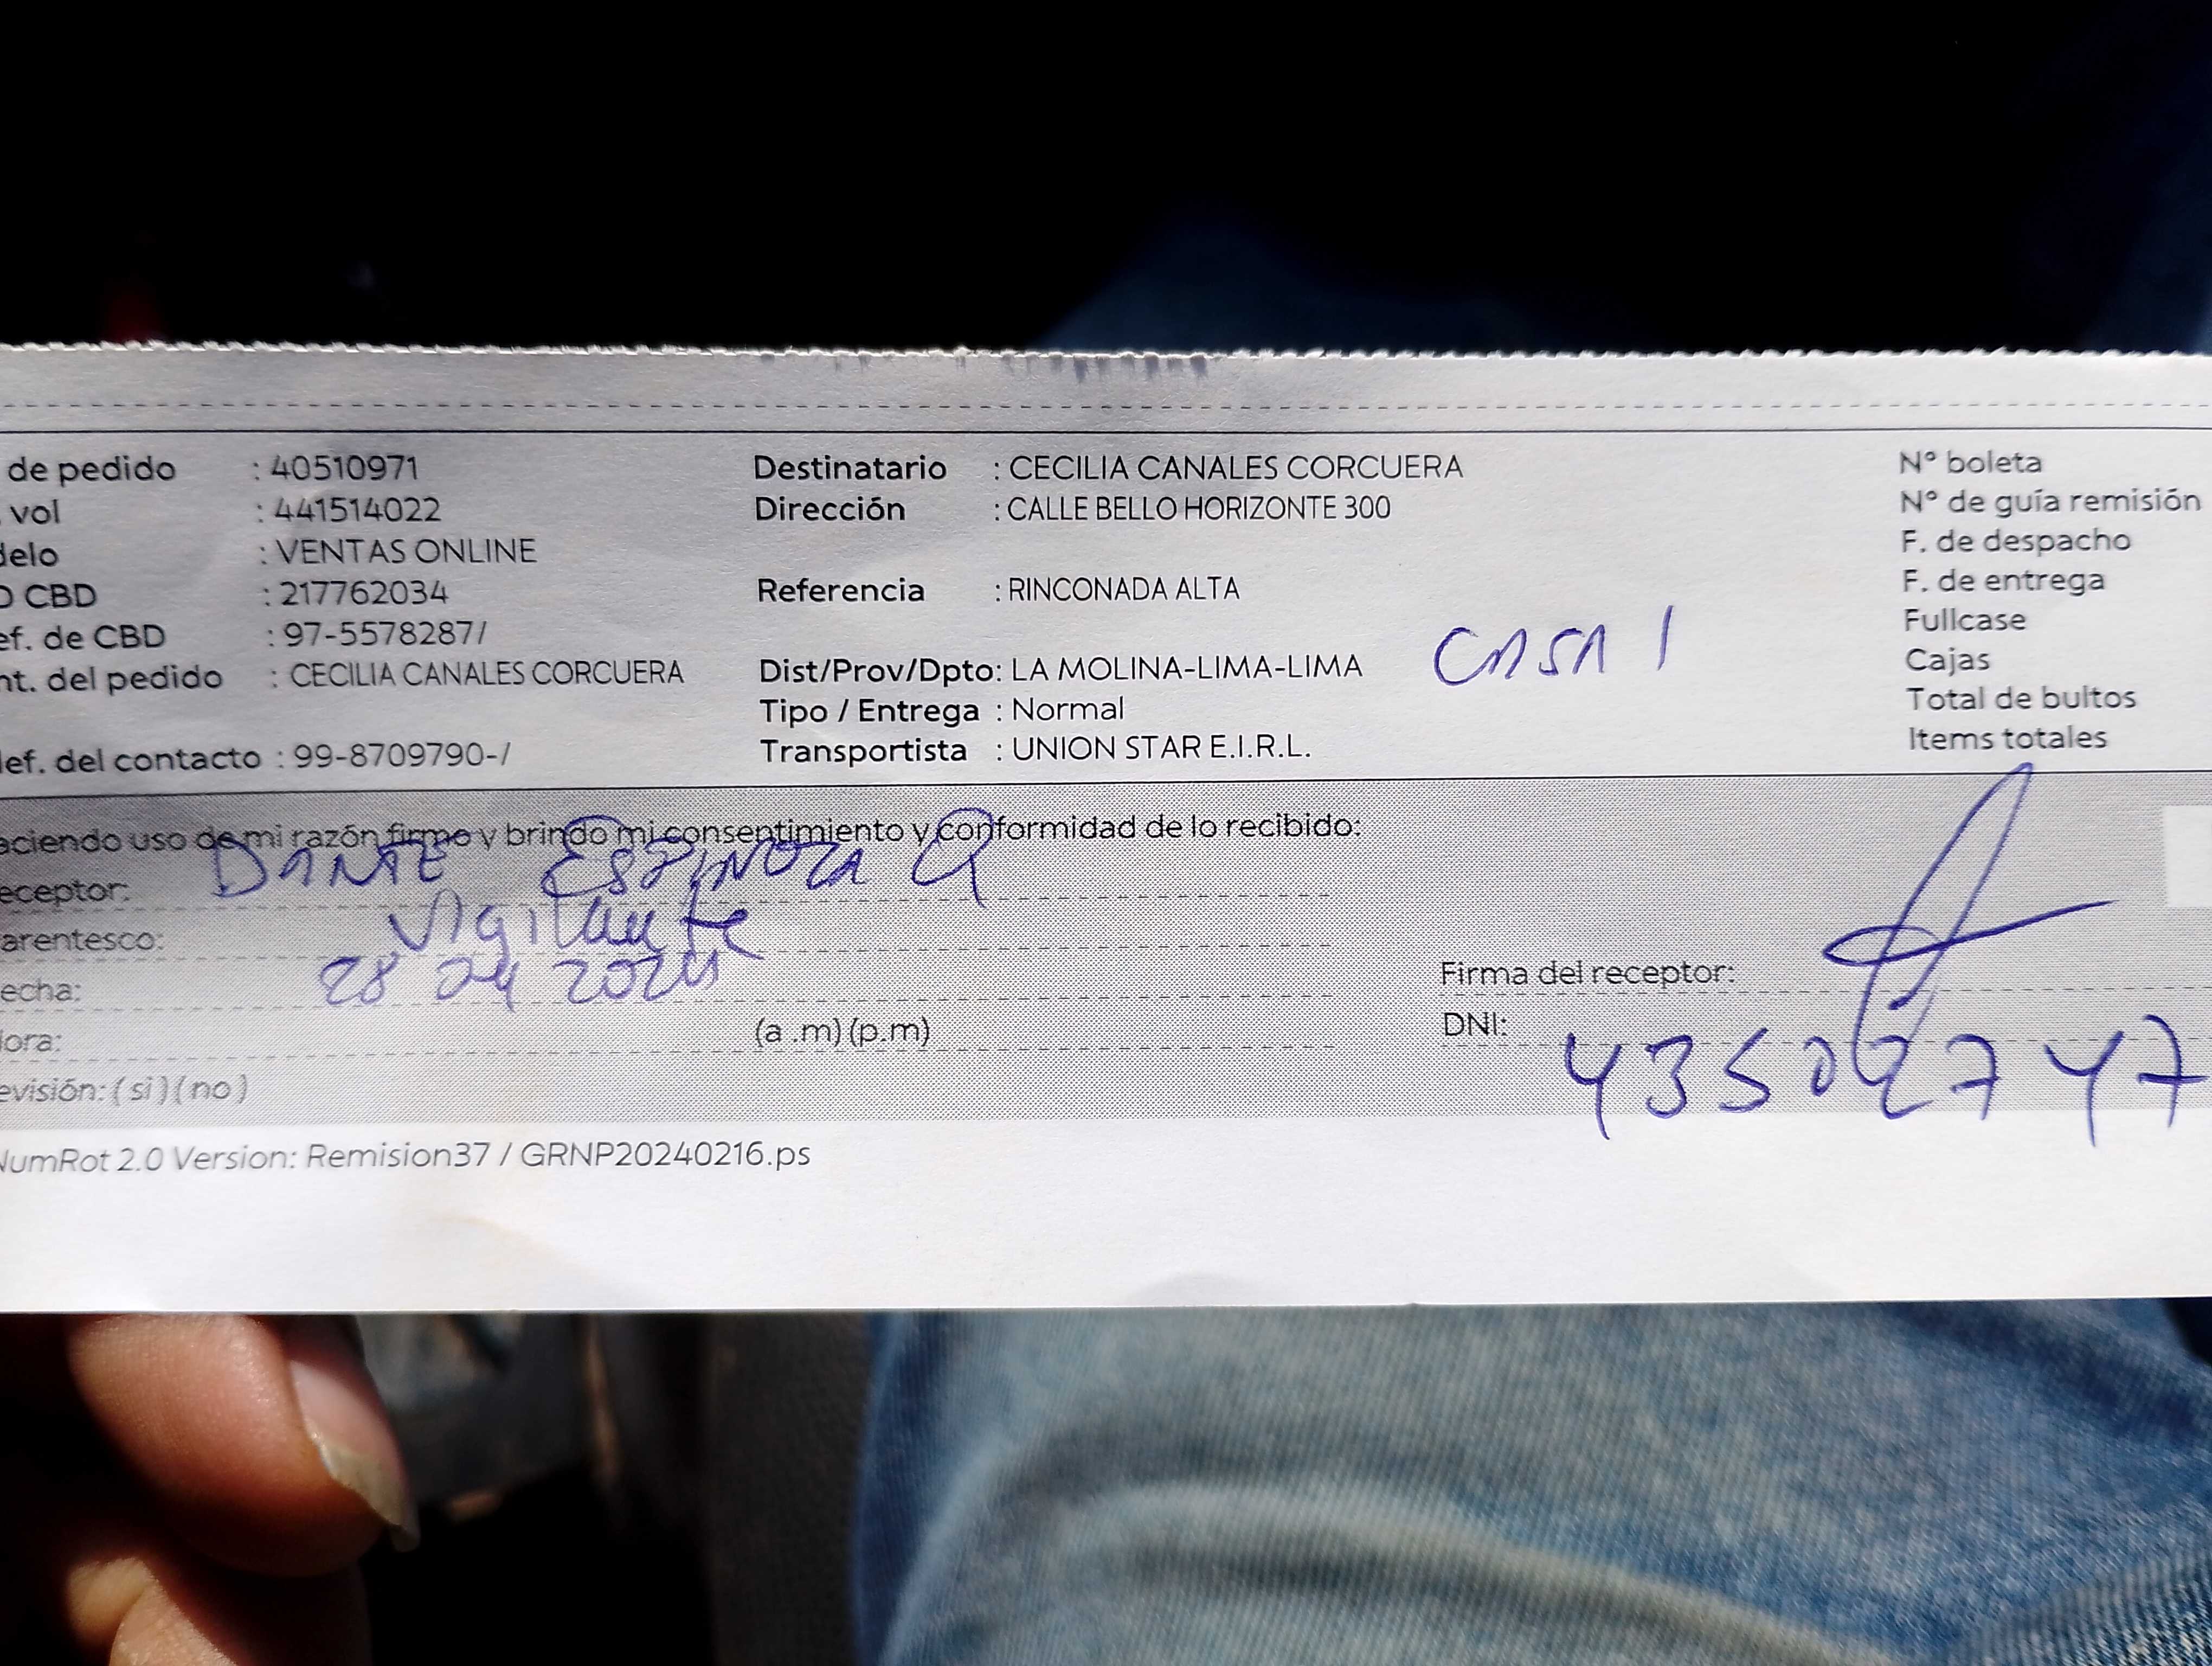 de pedido : 40510971
vol : 441514022
delo : VENTAS ONLINE
CBD : 217762034
ef. de CBD : 97-5578287/
nt. del pedido : CECILIA CANALES CORCUERA
lef. del contacto : 99-8709790-/
Destinatario : CECILIA CANALES CORCUERA
Dirección : CALLE BELLO HORIZONTE 300
Referencia : RINCONADA ALTA
Dist/Prov/Dpto: LA MOLINA-LIMA-LIMA
CASA 1
Tipo / Entrega : Normal
Transportista : UNION STAR E.I.R.L.
Nº boleta
Nº de guía remisión
F. de despacho
F. de entrega
Fullcase
Cajas
Total de bultos
Items totales
aciendo uso de mi razón firmo y brindo mi consentimiento y conformidad de lo recibido:
eceptor: DANTE ESPINOZA Q
arentesco: Vigilante
echa: 28 04 2024
ora: (a .m) (p.m)
evisión: ( si ) ( no )
Firma del receptor:
DNI: 43502747
NumRot 2.0 Version: Remision37 / GRNP20240216.ps